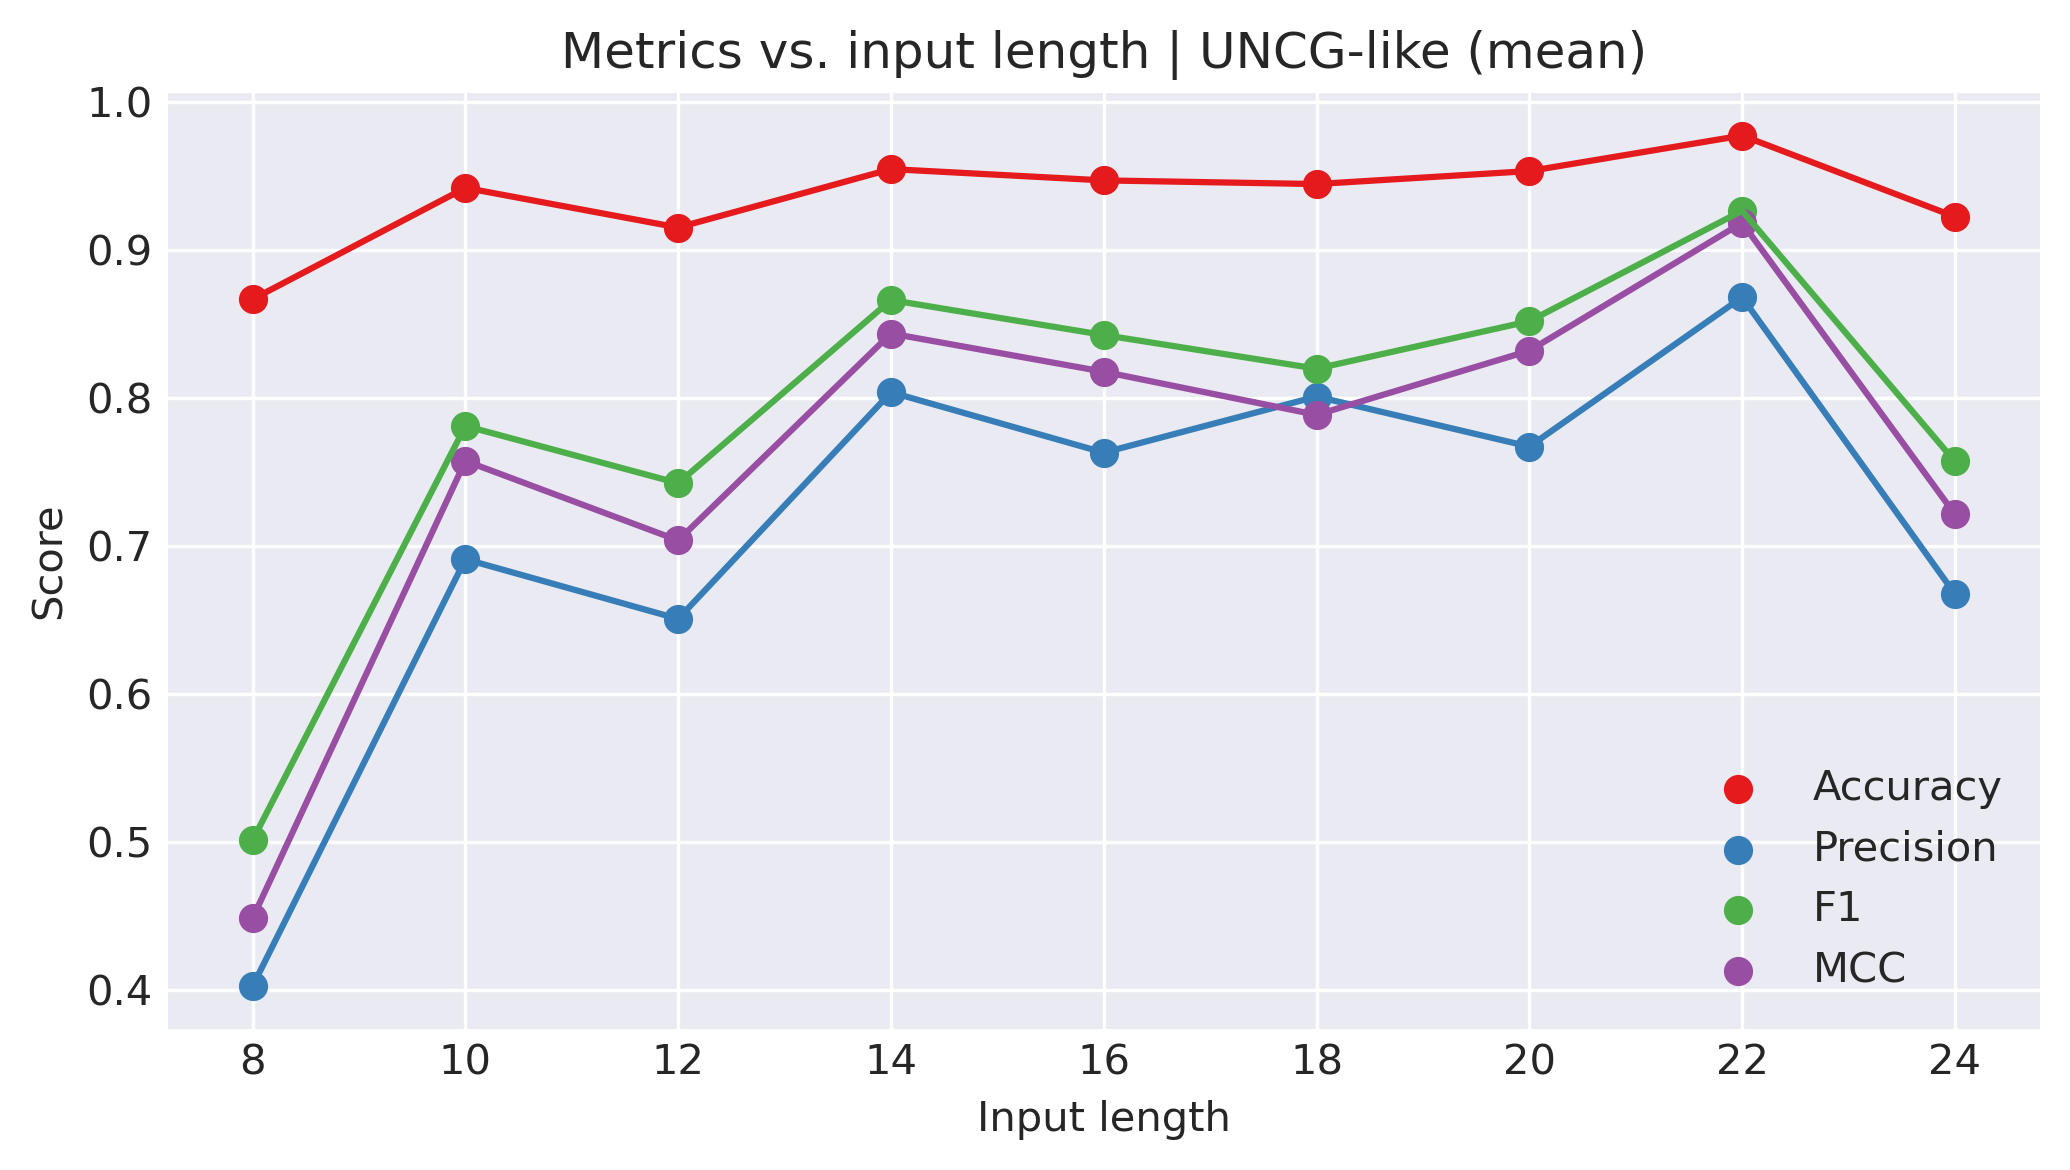 Metrics vs. input length | UNCG-like (mean)
1.0
0.9
0.8
0.7
0.6
0.5
0.4
Score
Accuracy
Precision
F1
MCC
8 10 12 14 16 18 20 22 24
Input length